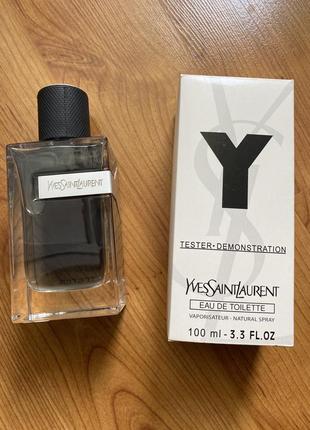 YVESSAINTLAURENT
Y
TESTER • DEMONSTRATION
YVESSAINTLAURENT
EAU DE TOILETTE
100 ml - 3.3 FL.OZ
VAPORISATEUR - NATURAL SPRAY